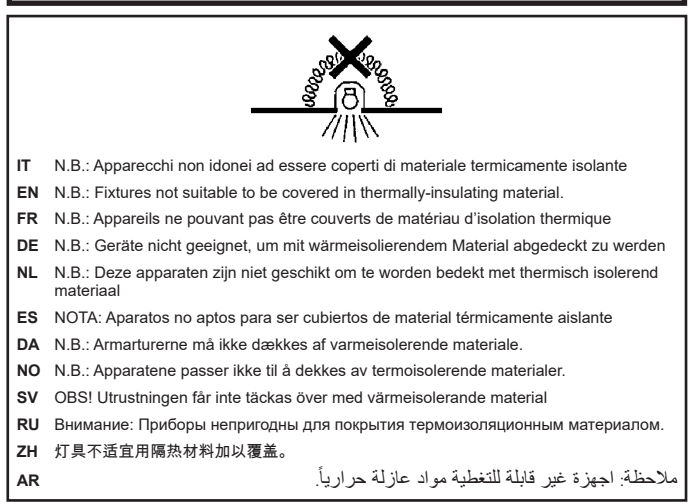 IT N.B.: Apparecchi non idonei ad essere coperti di materiale termicamente isolante
EN N.B.: Fixtures not suitable to be covered in thermally-insulating material.
FR N.B.: Appareils ne pouvant pas être couverts de matériau d’isolation thermique
DE N.B.: Geräte nicht geeignet, um mit wärmeisolierendem Material abgedeckt zu werden
NL N.B.: Deze apparaten zijn niet geschikt om te worden bedekt met thermisch isolerend
materiaal
ES NOTA: Aparatos no aptos para ser cubiertos de material térmicamente aislante
DA N.B.: Armarturerne må ikke dækkes af varmeisolerende materiale.
NO N.B.: Apparatene passer ikke til å dekkes av termoisolerende materialer.
SV OBS! Utrustningen får inte täckas över med värmeisolerande material
RU Внимание: Приборы непригодны для покрытия термоизоляционным материалом.
ZH 灯具不适宜用隔热材料加以覆盖。
AR ملاحظة: اجهزة غير قابلة للتغطية مواد عازلة حرارياً.